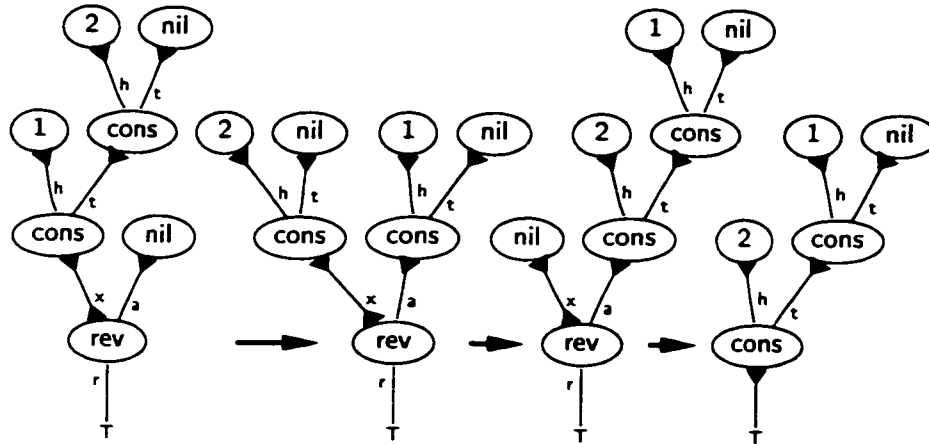 2 nil
h t
1 cons
h t
cons nil
x a
rev
r
T
2 nil 1 nil
h t h t
cons cons
x a
rev
r
T
1 nil
h t
2 cons
h t
nil cons
x a
rev
r
T
1 nil
h t
2 cons
h t
cons
T